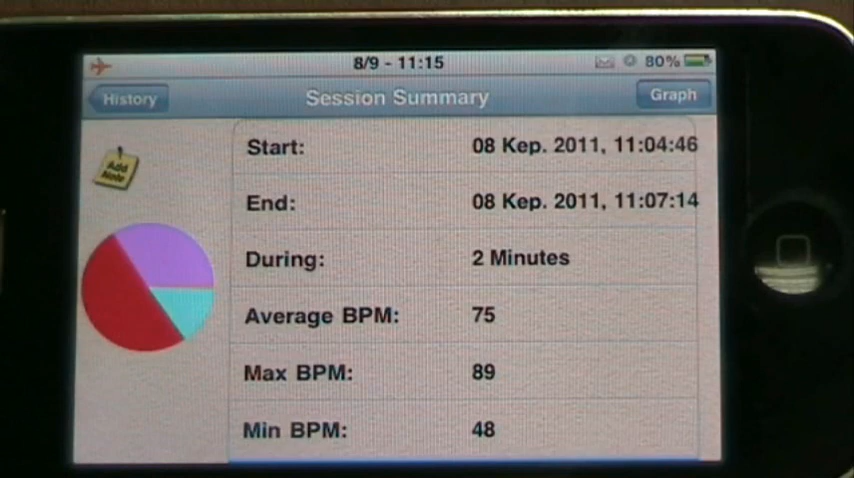 8/9 - 11:15
80%
History
Session Summary
Graph
Add Note
Start: 08 Kep. 2011, 11:04:46
End: 08 Kep. 2011, 11:07:14
During: 2 Minutes
Average BPM: 75
Max BPM: 89
Min BPM: 48